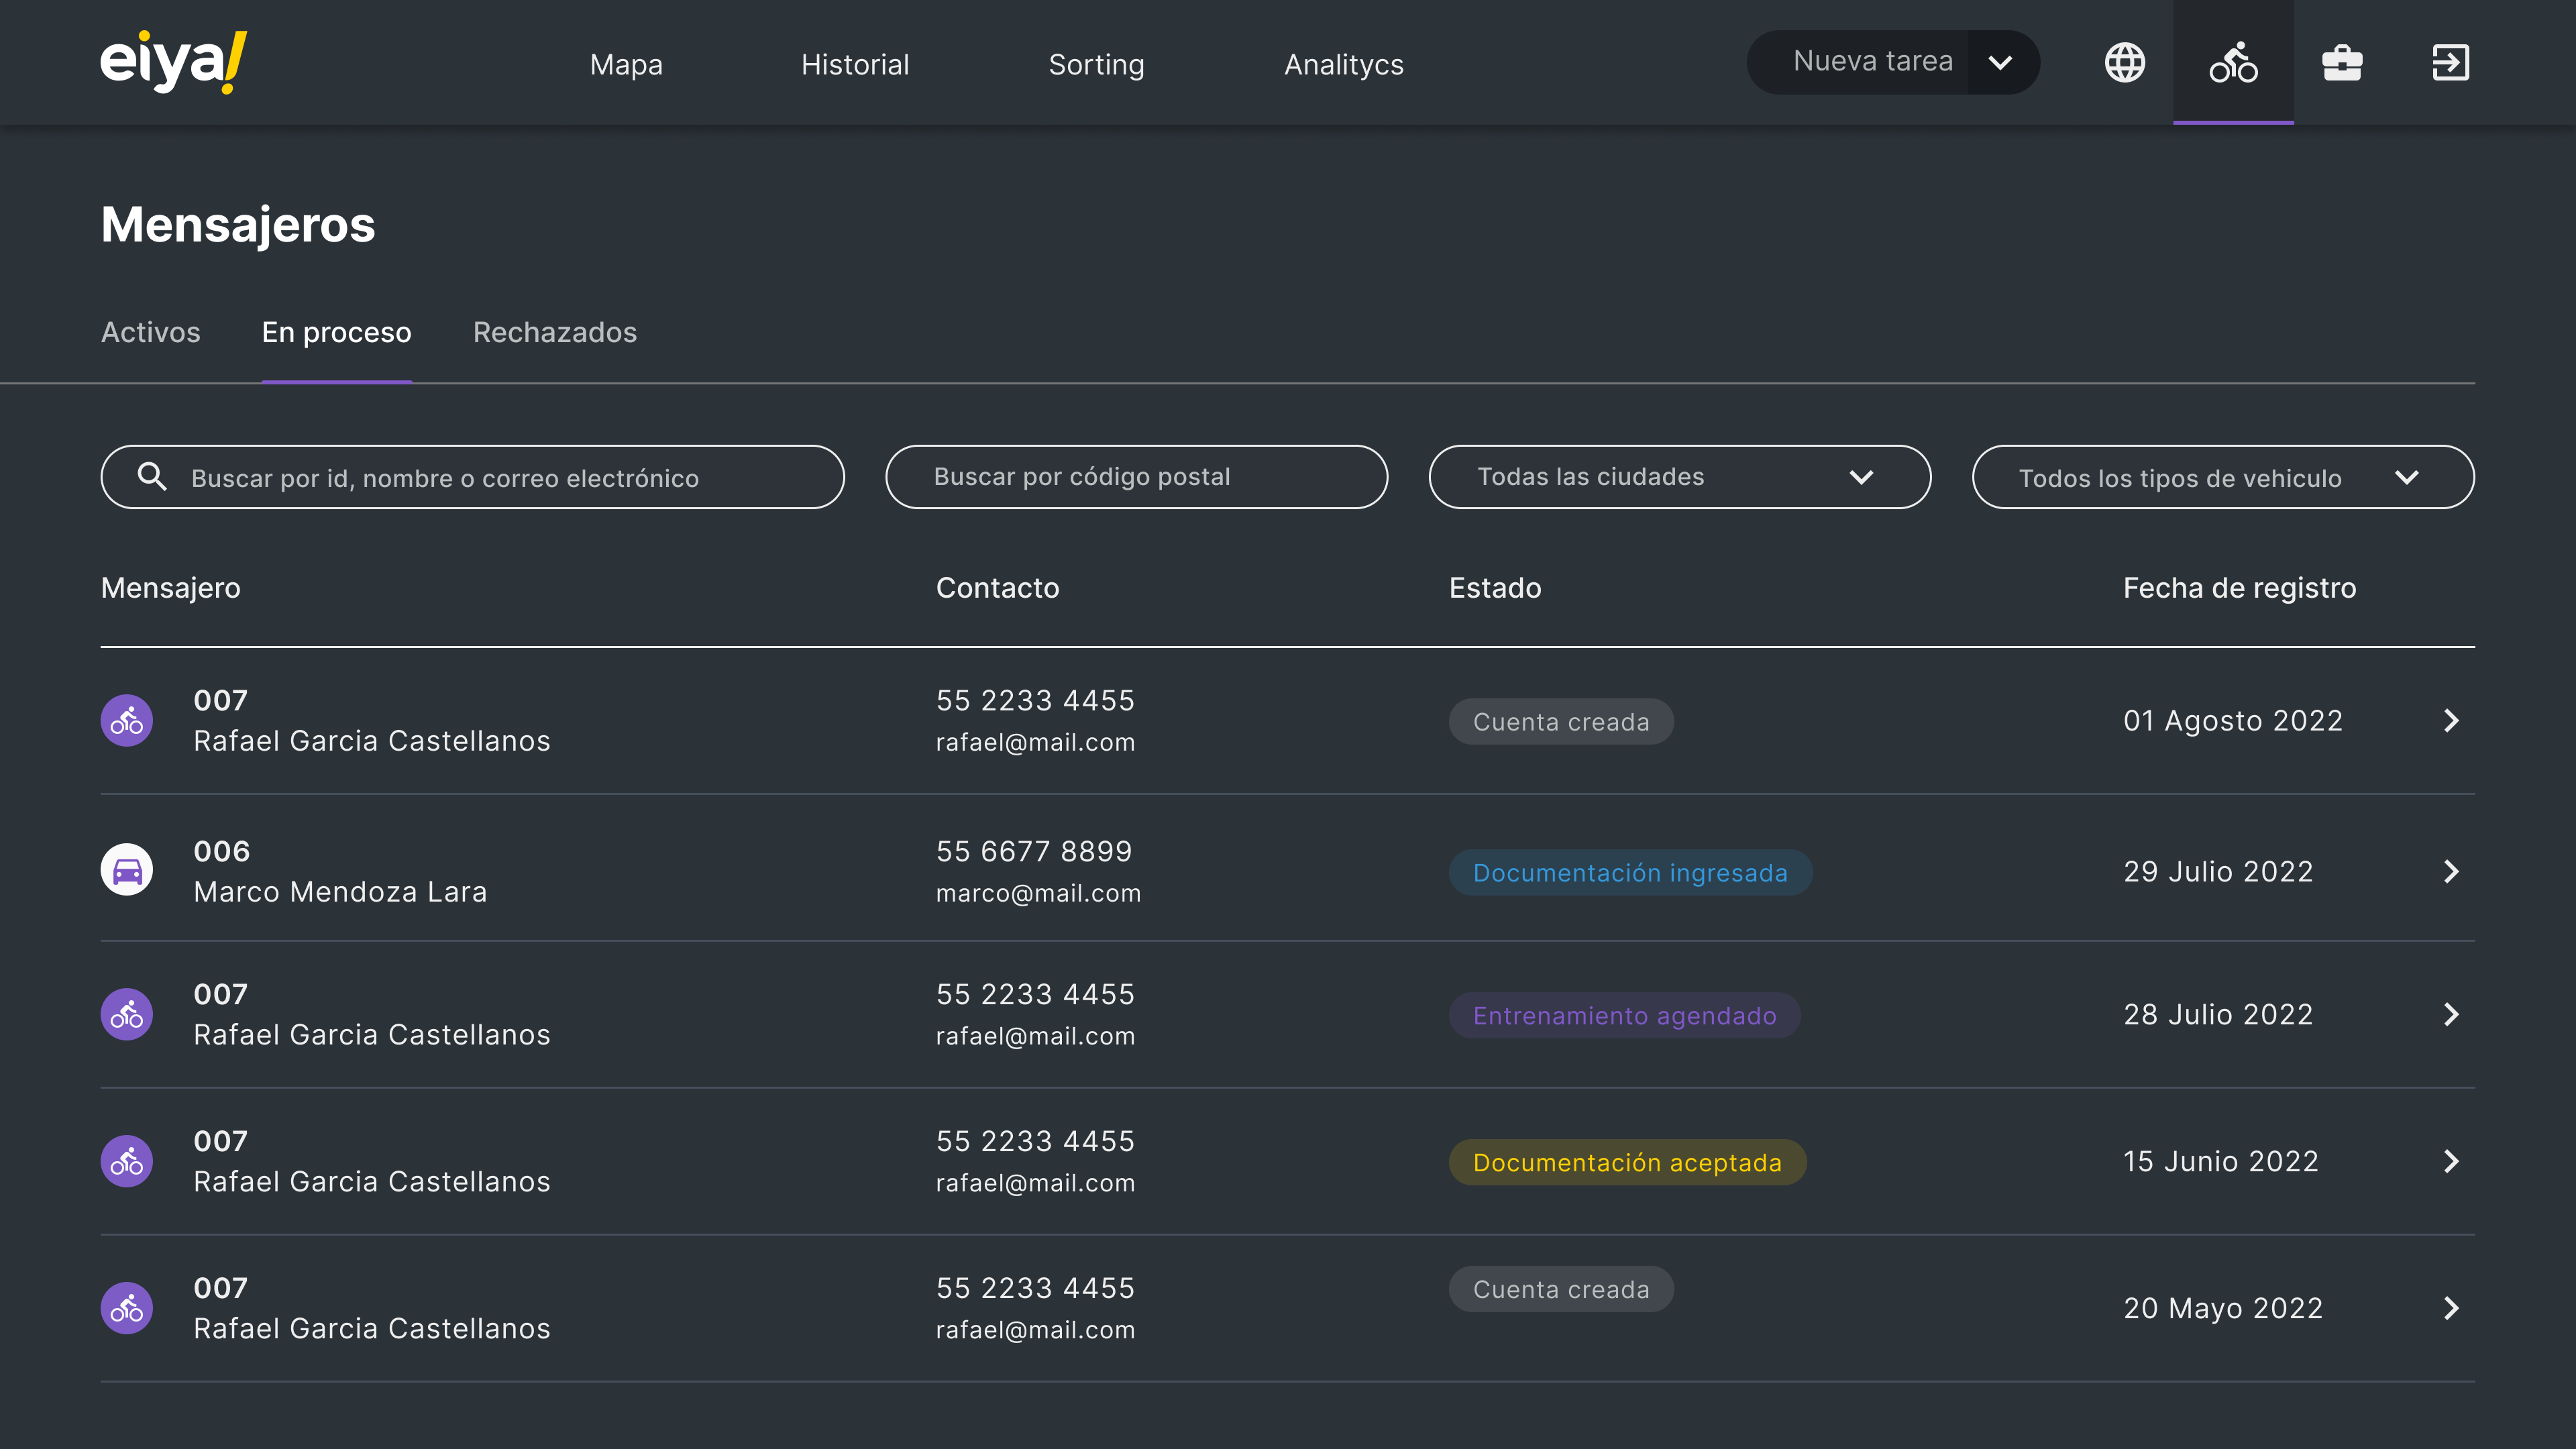 eiya!
Mapa
Historial
Sorting
Analitycs
Nueva tarea
Mensajeros
Activos
En proceso
Rechazados
Buscar por id, nombre o correo electrónico
Buscar por código postal
Todas las ciudades
Todos los tipos de vehiculo
Mensajero
Contacto
Estado
Fecha de registro
007
Rafael Garcia Castellanos
55 2233 4455
rafael@mail.com
Cuenta creada
01 Agosto 2022
006
Marco Mendoza Lara
55 6677 8899
marco@mail.com
Documentación ingresada
29 Julio 2022
007
Rafael Garcia Castellanos
55 2233 4455
rafael@mail.com
Entrenamiento agendado
28 Julio 2022
007
Rafael Garcia Castellanos
55 2233 4455
rafael@mail.com
Documentación aceptada
15 Junio 2022
007
Rafael Garcia Castellanos
55 2233 4455
rafael@mail.com
Cuenta creada
20 Mayo 2022